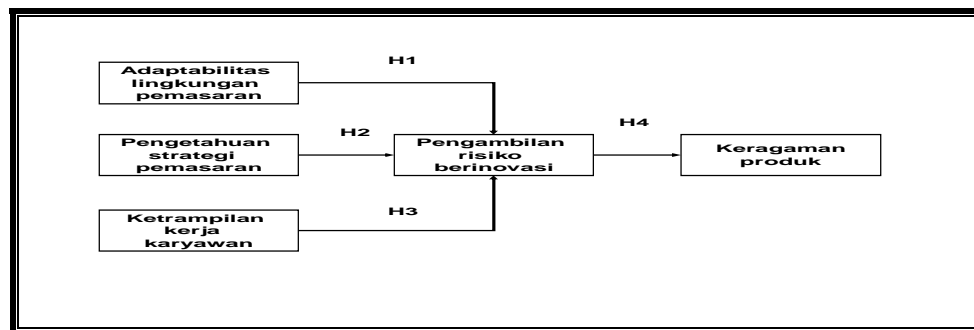 H1
Adaptabilitas
lingkungan
pemasaran
H2
Pengetahuan
strategi
pemasaran
Pengambilan
risiko
berinovasi
H4
Keragaman
produk
H3
Ketrampilan
kerja
karyawan